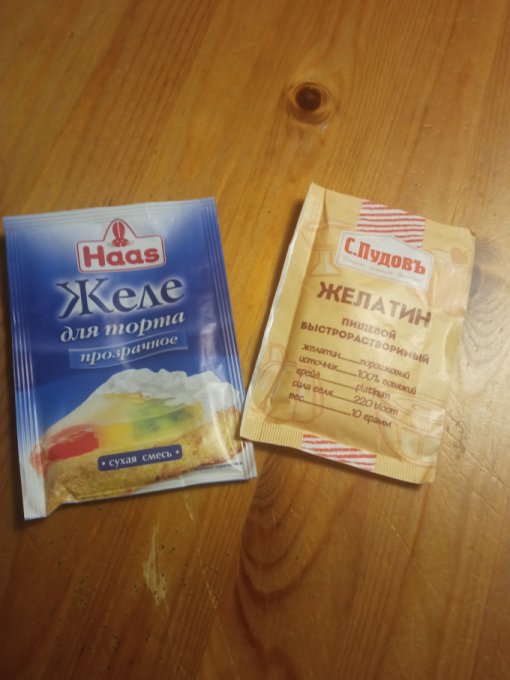 Haas
Желе
для торта
прозрачное
• сухая смесь •
С.Пудовъ
ЖЕЛАТИН
ПИЩЕВОЙ
БЫСТРОРАСТВОРИМЫЙ
желатин......порошковый
источник......100% говяжий
грейд......platinum
сила геля......220 bloom
вес......10 грамм